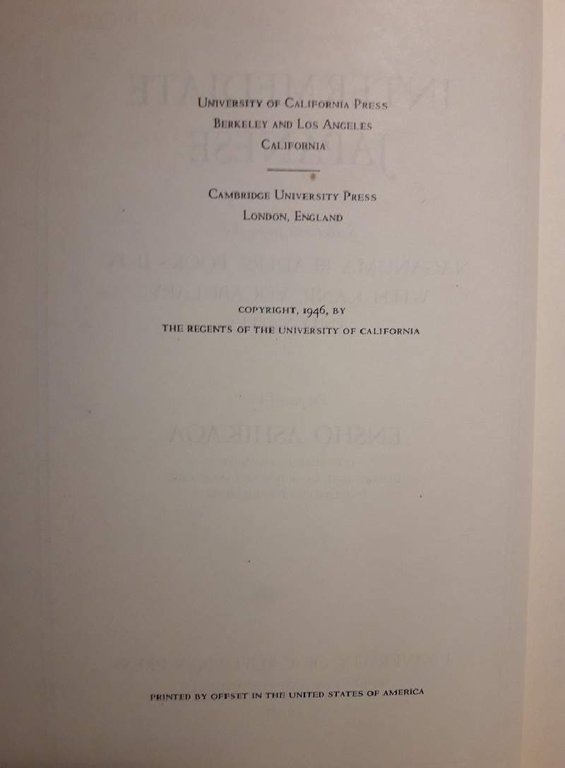 UNIVERSITY OF CALIFORNIA PRESS
BERKELEY AND LOS ANGELES
CALIFORNIA
CAMBRIDGE UNIVERSITY PRESS
LONDON, ENGLAND
COPYRIGHT, 1946, BY
THE REGENTS OF THE UNIVERSITY OF CALIFORNIA
PRINTED BY OFFSET IN THE UNITED STATES OF AMERICA